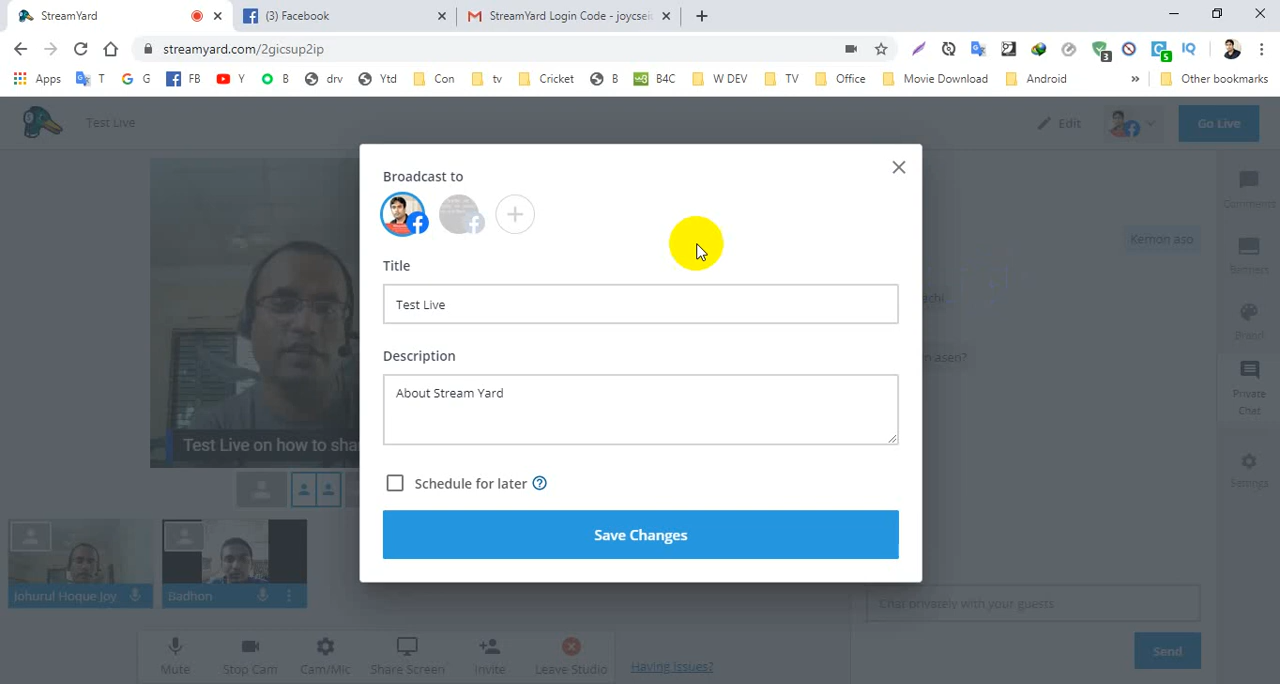 StreamYard
(3) Facebook
StreamYard Login Code - joycsei
streamyard.com/2gicsup2ip
Apps T G FB Y B drv Ytd Con tv Cricket B B4C W DEV TV Office Movie Download Android » Other bookmarks
Test Live
Edit
Go Live
Broadcast to
Title
Test Live
Description
About Stream Yard
Schedule for later
Save Changes
Comments
Kemon aso
Banners
achi
Brand
n asen?
Private
Chat
Settings
Test Live on how to sha
Johurul Hoque Joy
Badhon
Chat privately with your guests
Send
Mute
Stop Cam
Cam/Mic
Share Screen
Invite
Leave Studio
Having issues?